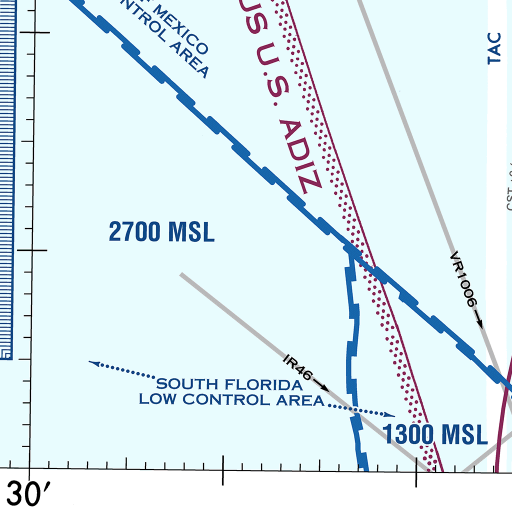 MEXICO
CONTROL AREA
US U.S. ADIZ
TAC
2700 MSL
VR1006
IR46
SOUTH FLORIDA
LOW CONTROL AREA
1300 MSL
30′